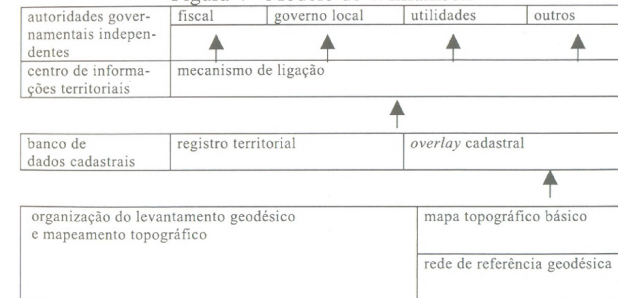 autoridades gover-
namentais indepen-
dentes
fiscal
governo local
utilidades
outros
centro de informa-
ções territoriais
mecanismo de ligação
banco de
dados cadastrais
registro territorial
overlay cadastral
organização do levantamento geodésico
e mapeamento topográfico
mapa topográfico básico
rede de referência geodésica